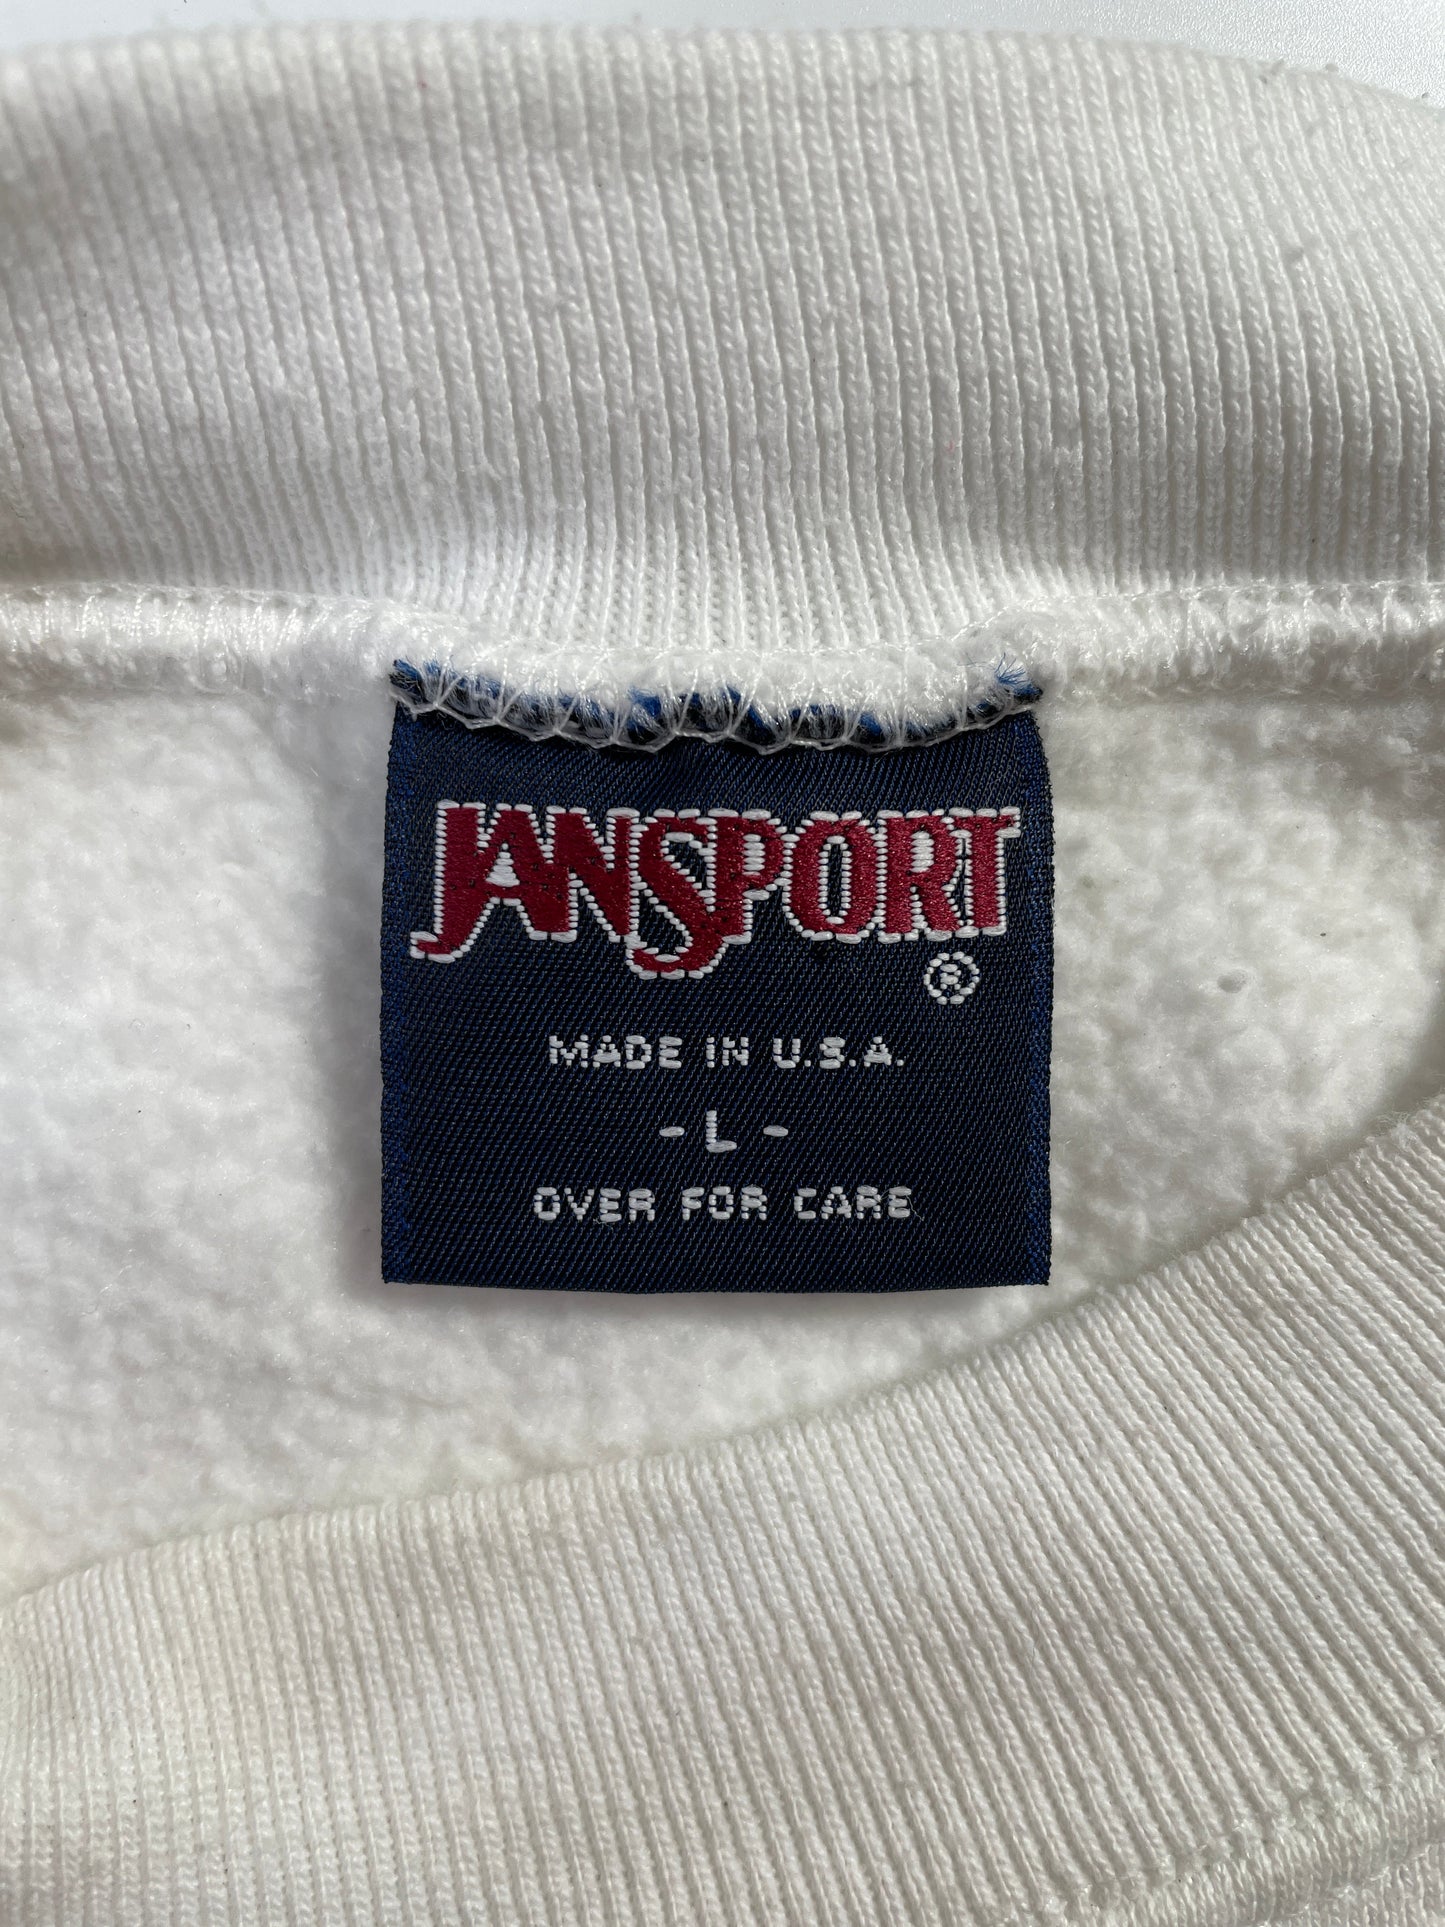 JANSPORT
®
MADE IN U.S.A.
- L -
OVER FOR CARE